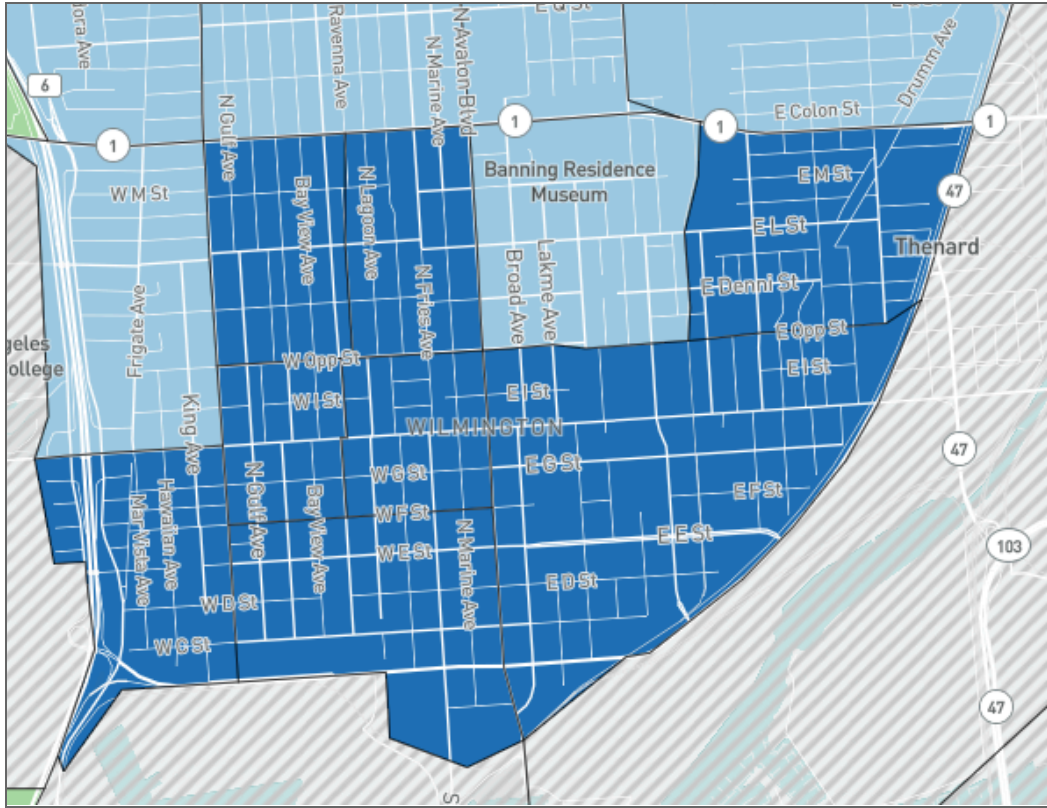 Ravenna Ave
N Marine Ave
N Avalon Blvd
Drumm Ave
6
E Colon St
1
1
1
1
N Gulf Ave
Banning Residence
Museum
W M St
Bay View Ave
N Lagoon Ave
E M St
47
E L St
Thenard
Frigate Ave
N Fries Ave
Broad Ave
Lakme Ave
E Denni St
E Opp St
geles
ollege
W Opp St
E I St
W I St
E I St
King Ave
WILMINGTON
W G St
E G St
47
Mar Vista Ave
Hawaiian Ave
N Gulf Ave
Bay View Ave
E F St
W F St
N Marine Ave
W E St
E E St
103
W D St
E D St
W C St
47
S